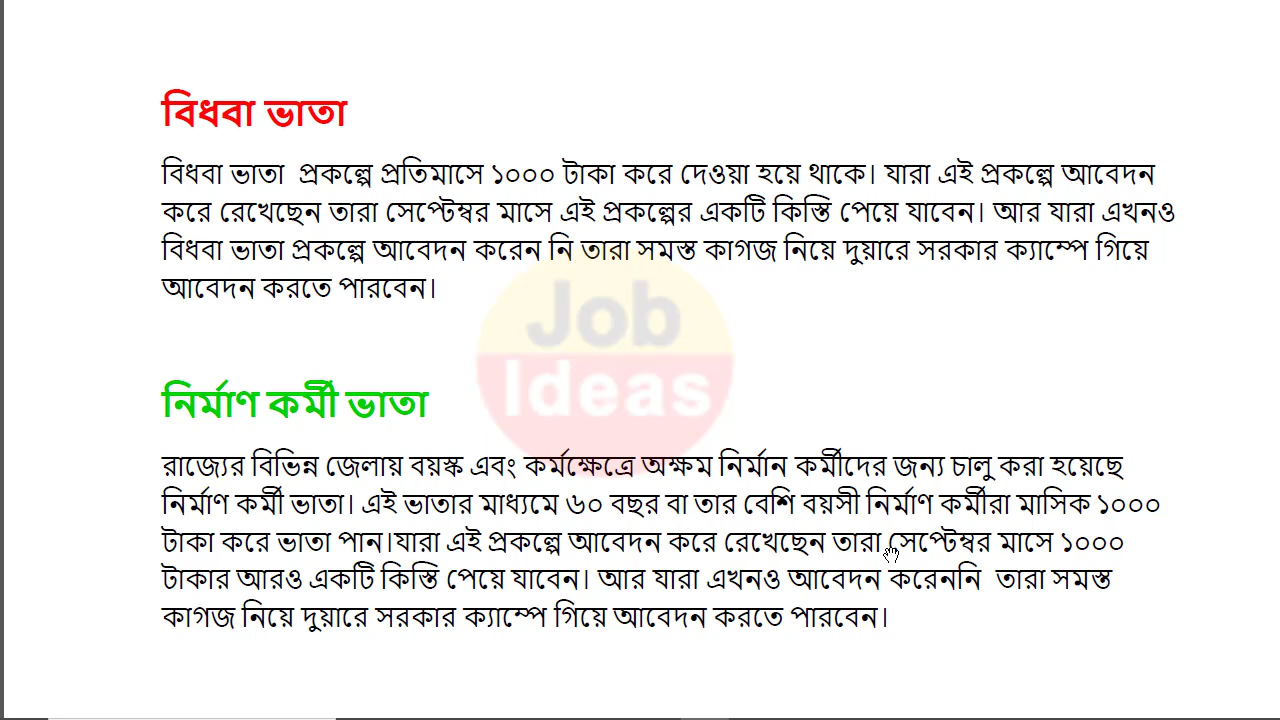 বিধবা ভাতা
বিধবা ভাতা প্রকল্পে প্রতিমাসে ১০০০ টাকা করে দেওয়া হয়ে থাকে। যারা এই প্রকল্পে আবেদন
করে রেখেছেন তারা সেপ্টেম্বর মাসে এই প্রকল্পের একটি কিস্তি পেয়ে যাবেন। আর যারা এখনও
বিধবা ভাতা প্রকল্পে আবেদন করেন নি তারা সমস্ত কাগজ নিয়ে দুয়ারে সরকার ক্যাম্পে গিয়ে
আবেদন করতে পারবেন।
Job
Ideas
নির্মাণ কর্মী ভাতা
রাজ্যের বিভিন্ন জেলায় বয়স্ক এবং কর্মক্ষেত্রে অক্ষম নির্মান কর্মীদের জন্য চালু করা হয়েছে
নির্মাণ কর্মী ভাতা। এই ভাতার মাধ্যমে ৬০ বছর বা তার বেশি বয়সী নির্মাণ কর্মীরা মাসিক ১০০০
টাকা করে ভাতা পান।যারা এই প্রকল্পে আবেদন করে রেখেছেন তারা সেপ্টেম্বর মাসে ১০০০
টাকার আরও একটি কিস্তি পেয়ে যাবেন। আর যারা এখনও আবেদন করেননি তারা সমস্ত
কাগজ নিয়ে দুয়ারে সরকার ক্যাম্পে গিয়ে আবেদন করতে পারবেন।